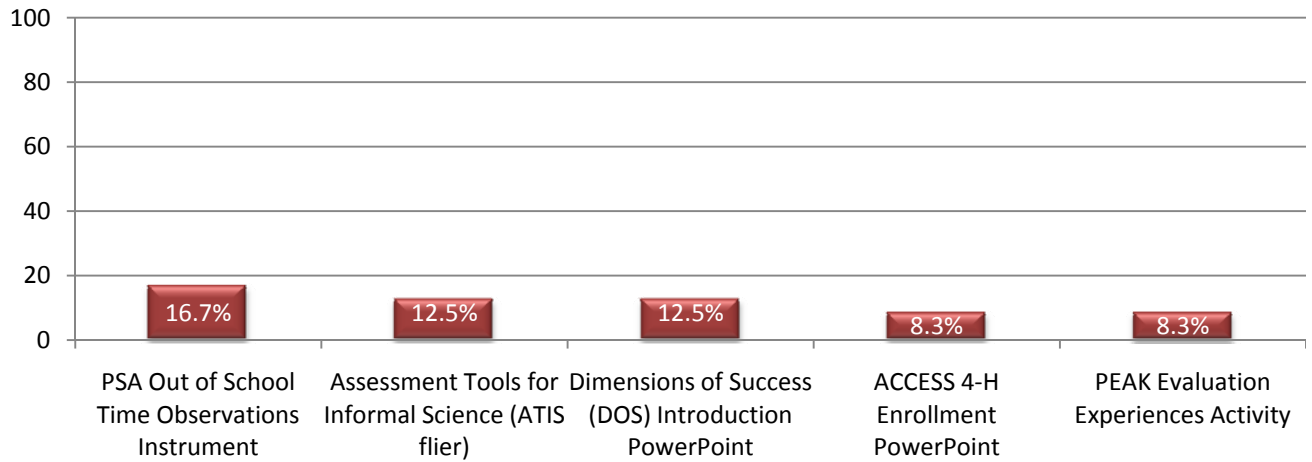 100
80
60
40
20
0
16.7%
12.5%
12.5%
8.3%
8.3%
PSA Out of School
Time Observations
Instrument
Assessment Tools for
Informal Science (ATIS
flier)
Dimensions of Success
(DOS) Introduction
PowerPoint
ACCESS 4-H
Enrollment
PowerPoint
PEAK Evaluation
Experiences Activity